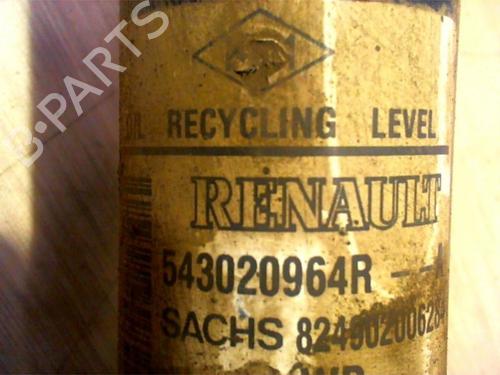 B-PARTS
RECYCLING LEVEL
RENAULT
543020964R --A
SACHS